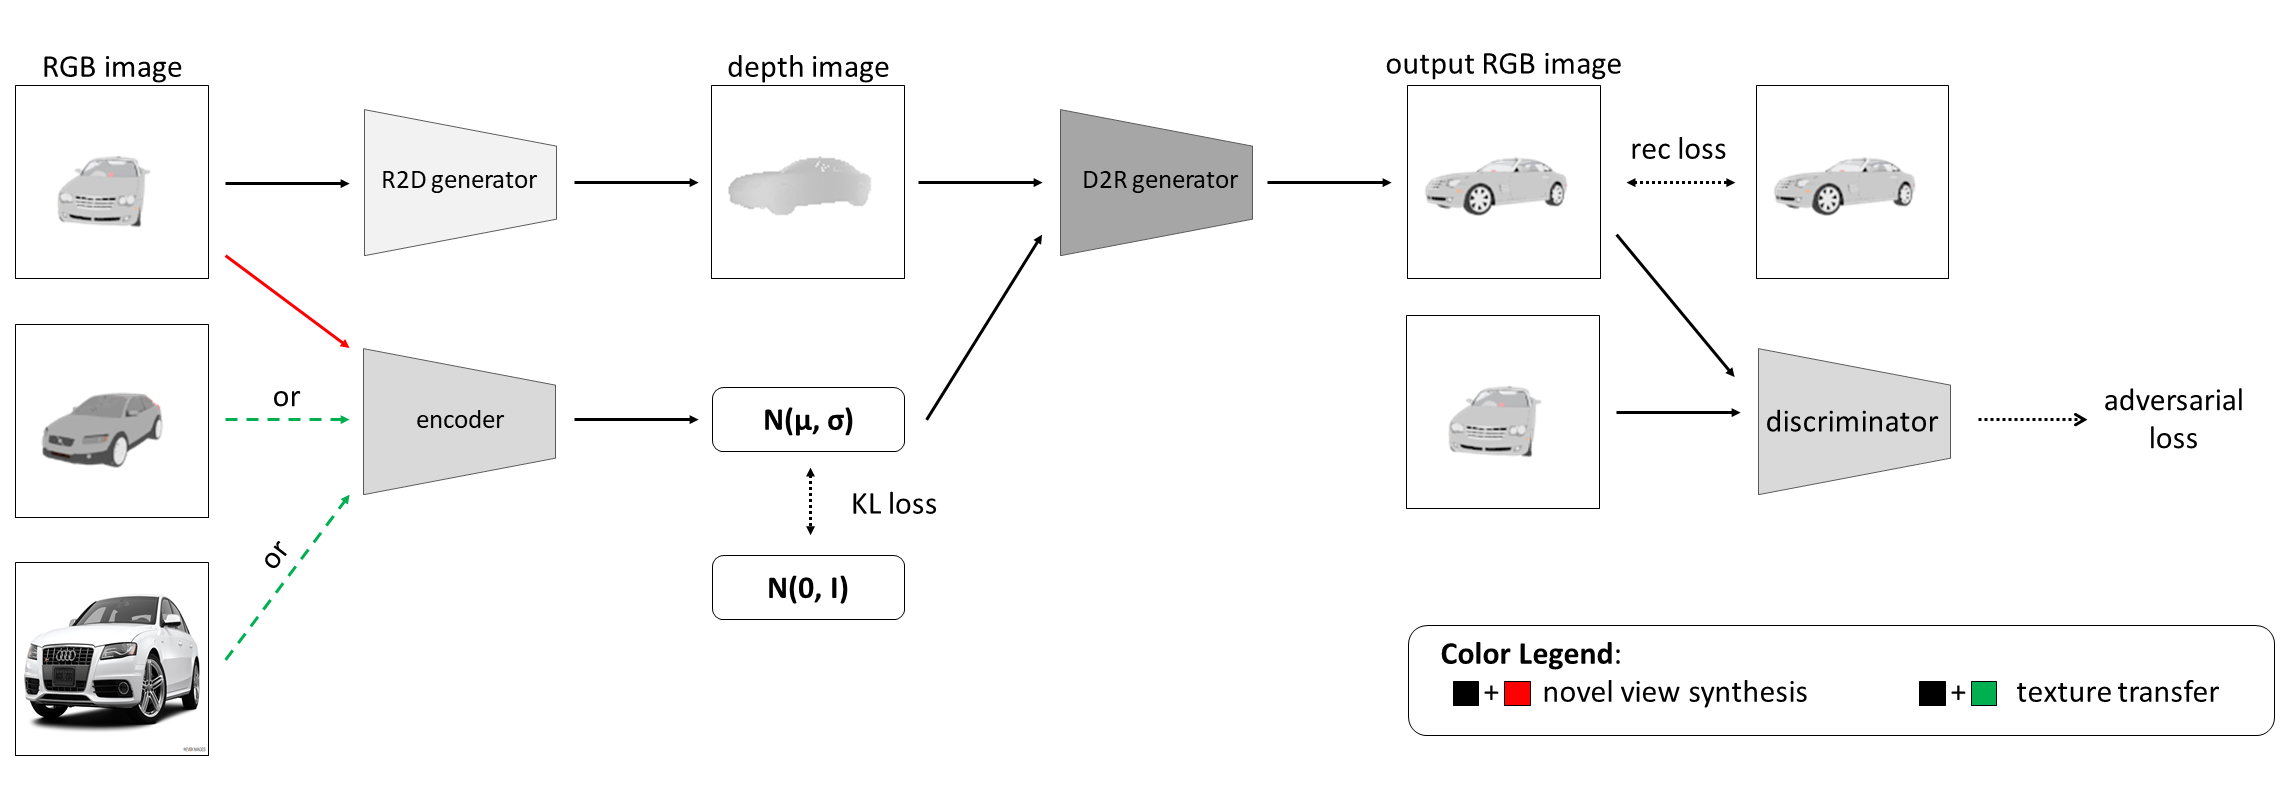 RGB image
depth image
output RGB image
R2D generator
D2R generator
rec loss
or
encoder
N(μ, σ)
discriminator
adversarial
loss
KL loss
or
N(0, I)
Color Legend:
+ novel view synthesis
+ texture transfer